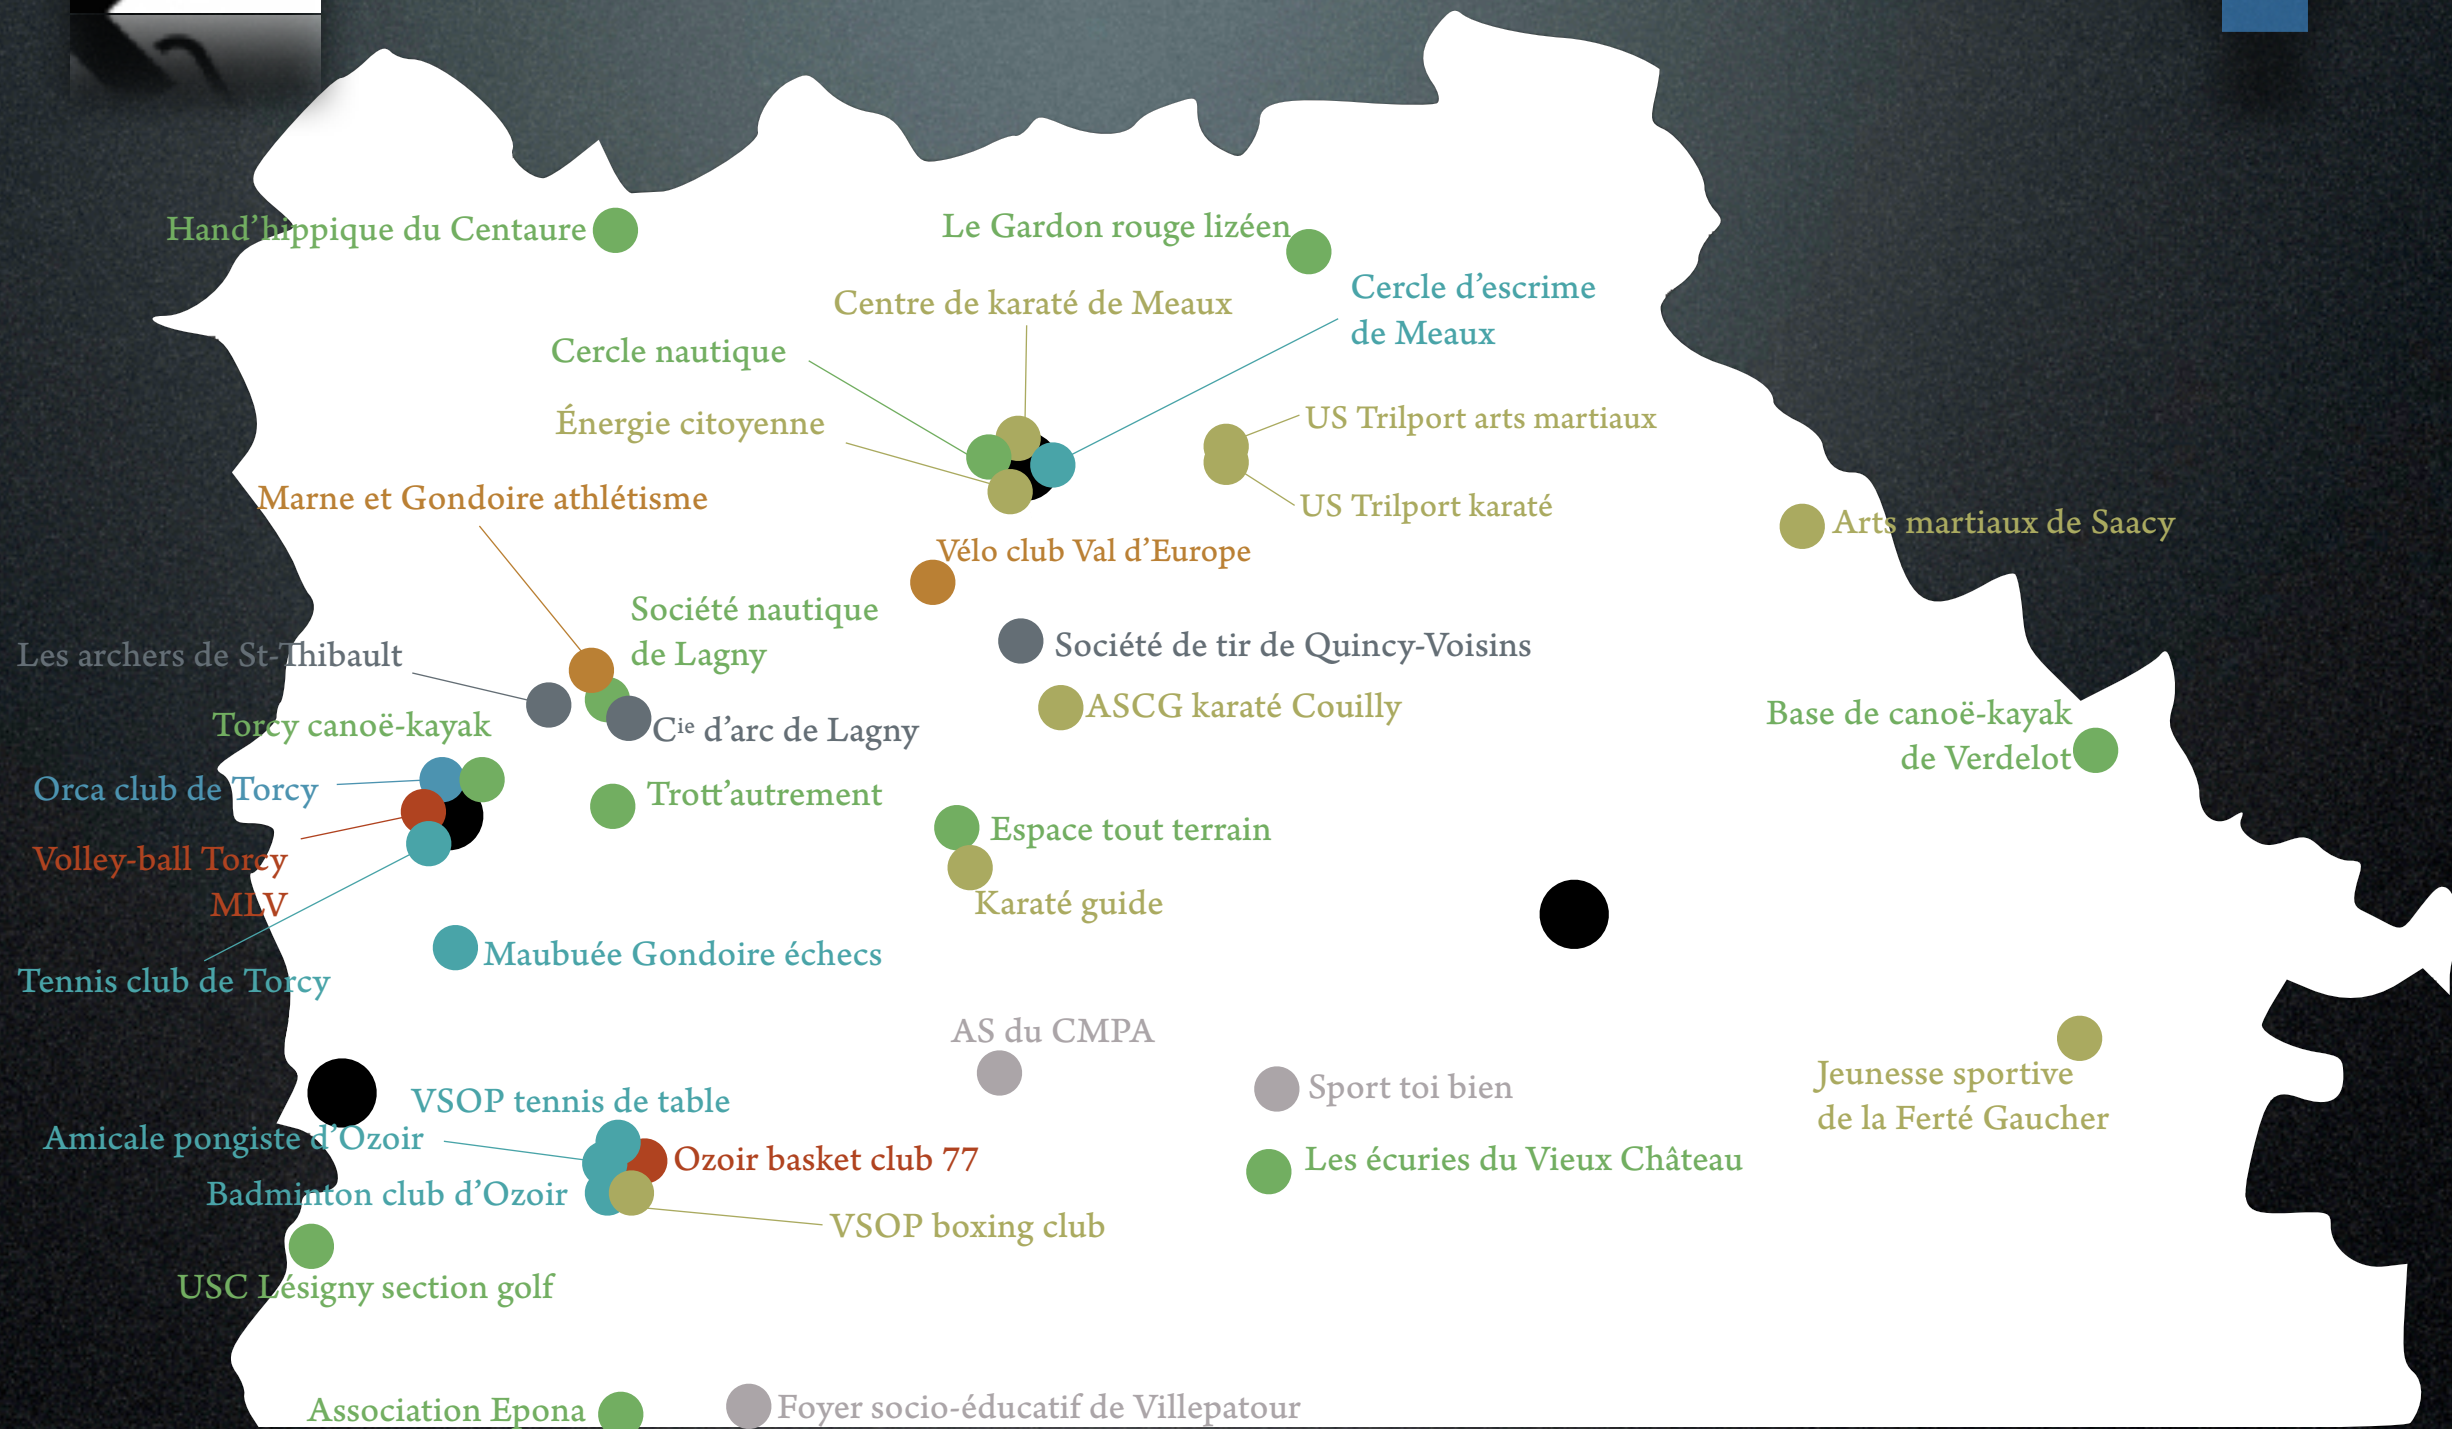 Hand’hippique du Centaure
Le Gardon rouge lizéen
Cercle d’escrime
de Meaux
Centre de karaté de Meaux
Cercle nautique
Énergie citoyenne
US Trilport arts martiaux
Marne et Gondoire athlétisme
US Trilport karaté
Arts martiaux de Saacy
Vélo club Val d’Europe
Société nautique
de Lagny
Les archers de St-Thibault
Société de tir de Quincy-Voisins
ASCG karaté Couilly
Base de canoë-kayak
de Verdelot
Torcy canoë-kayak
Cie d’arc de Lagny
Orca club de Torcy
Trott’autrement
Espace tout terrain
Volley-ball Torcy
MLV
Karaté guide
Maubuée Gondoire échecs
Tennis club de Torcy
AS du CMPA
Sport toi bien
Jeunesse sportive
de la Ferté Gaucher
VSOP tennis de table
Amicale pongiste d’Ozoir
Ozoir basket club 77
Les écuries du Vieux Château
Badminton club d’Ozoir
VSOP boxing club
USC Lésigny section golf
Association Epona
Foyer socio-éducatif de Villepatour